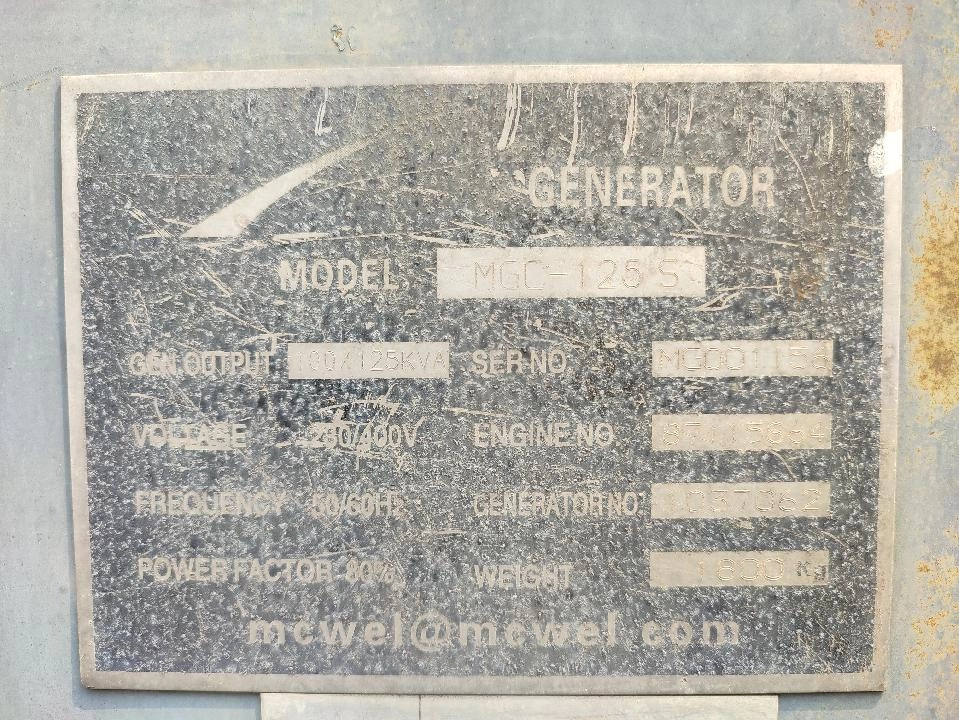 GENERATOR
MODEL MGC-125 S
GEN OUTPUT 100/125KVA SER NO MG001156
VOLTAGE 230/400V ENGINE NO
FREQUENCY 50/60Hz GENERATOR NO
POWER FACTOR 80% WEIGHT 1800 Kg
mcwel@mcwel.com